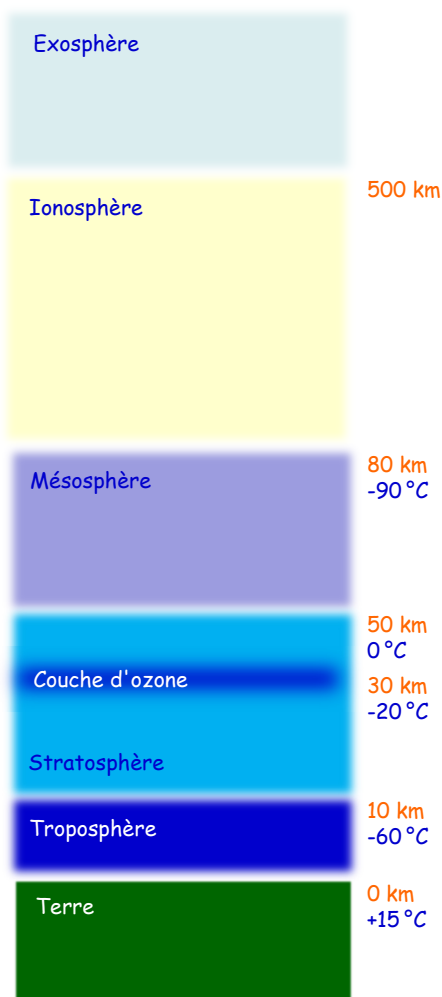 Exosphère
500 km
Ionosphère
80 km
Mésosphère
-90 °C
50 km
0 °C
Couche d'ozone
30 km
-20 °C
Stratosphère
10 km
Troposphère
-60 °C
0 km
Terre
+15 °C